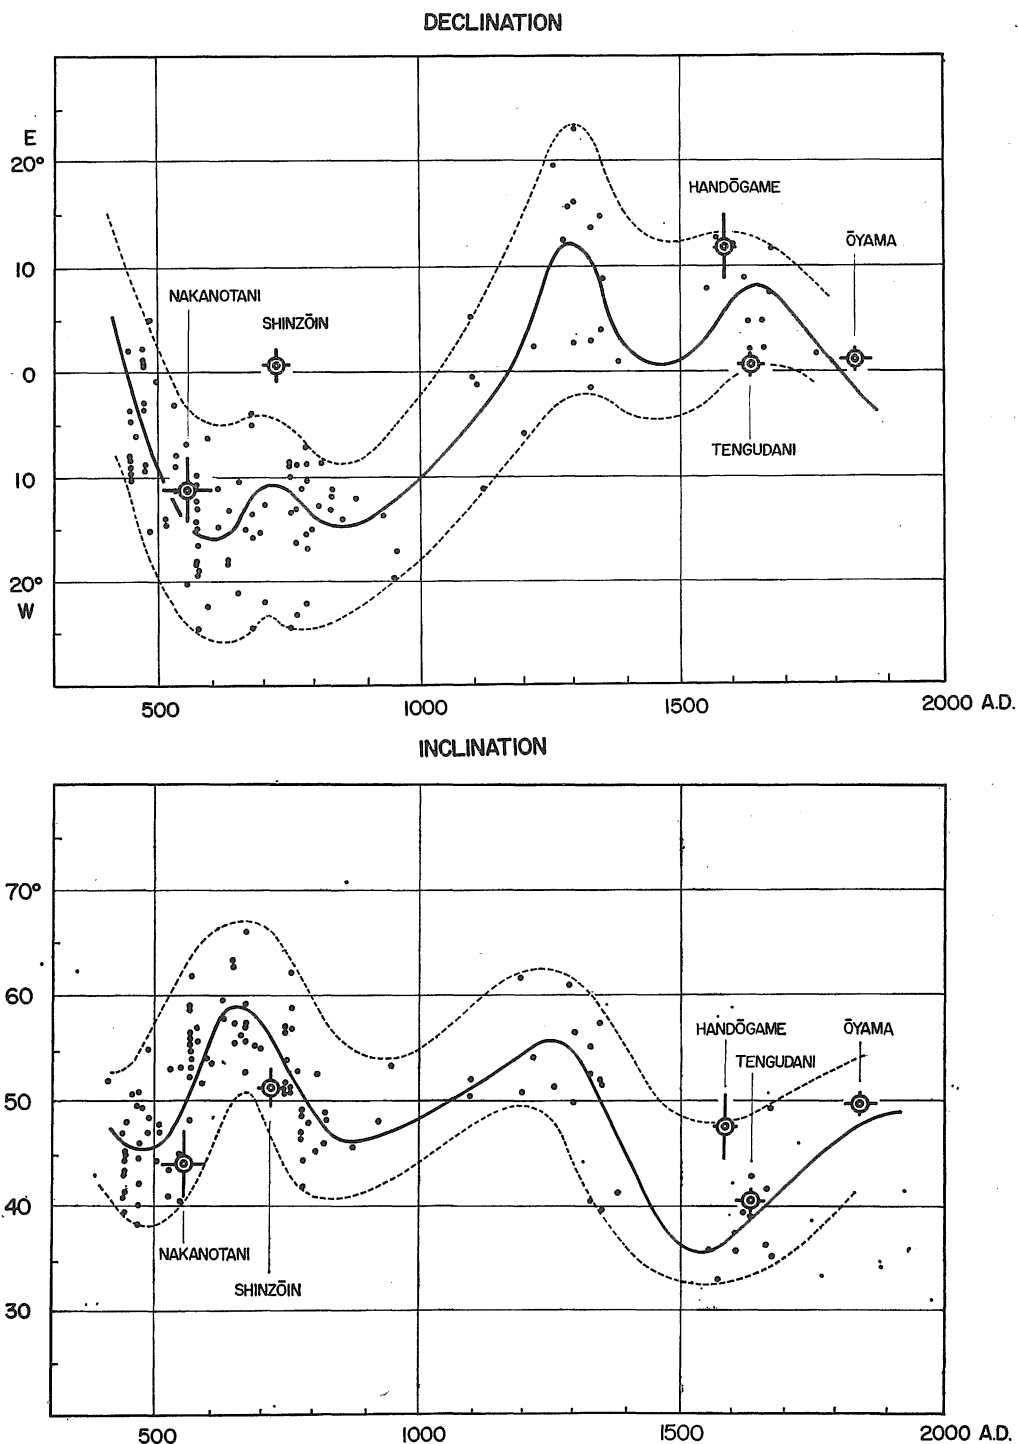 DECLINATION
E
20°
10
0
10
20°
W
HANDŌGAME
ŌYAMA
NAKANOTANI
SHINZŌIN
TENGUDANI
500 1000 1500 2000 A.D.
INCLINATION
70°
60
50
40
30
HANDŌGAME ŌYAMA
TENGUDANI
NAKANOTANI
SHINZŌIN
500 1000 1500 2000 A.D.